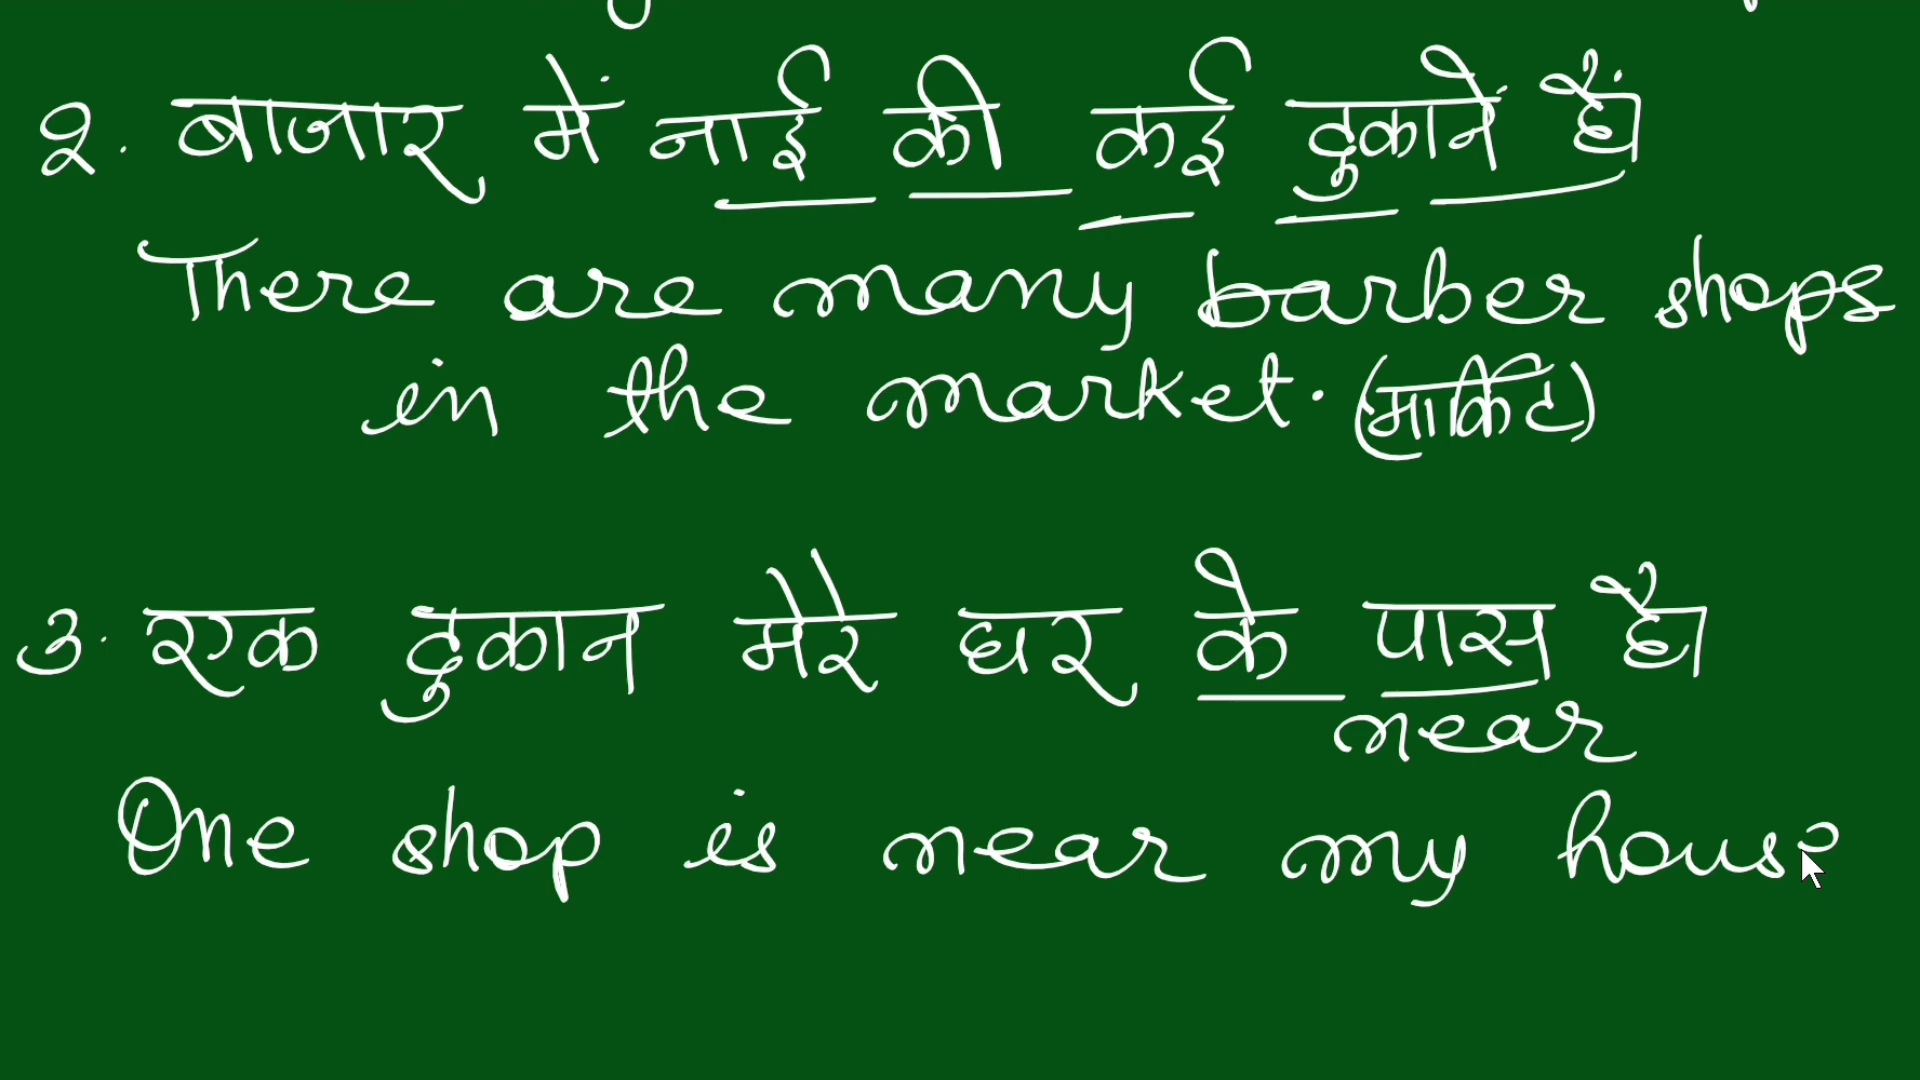 2. बाजार में नाई की कई दुकानें हैं।
There are many barber shops
in the market. (मार्किट)
3. एक दुकान मेरे घर के पास है।
near
One shop is near my house